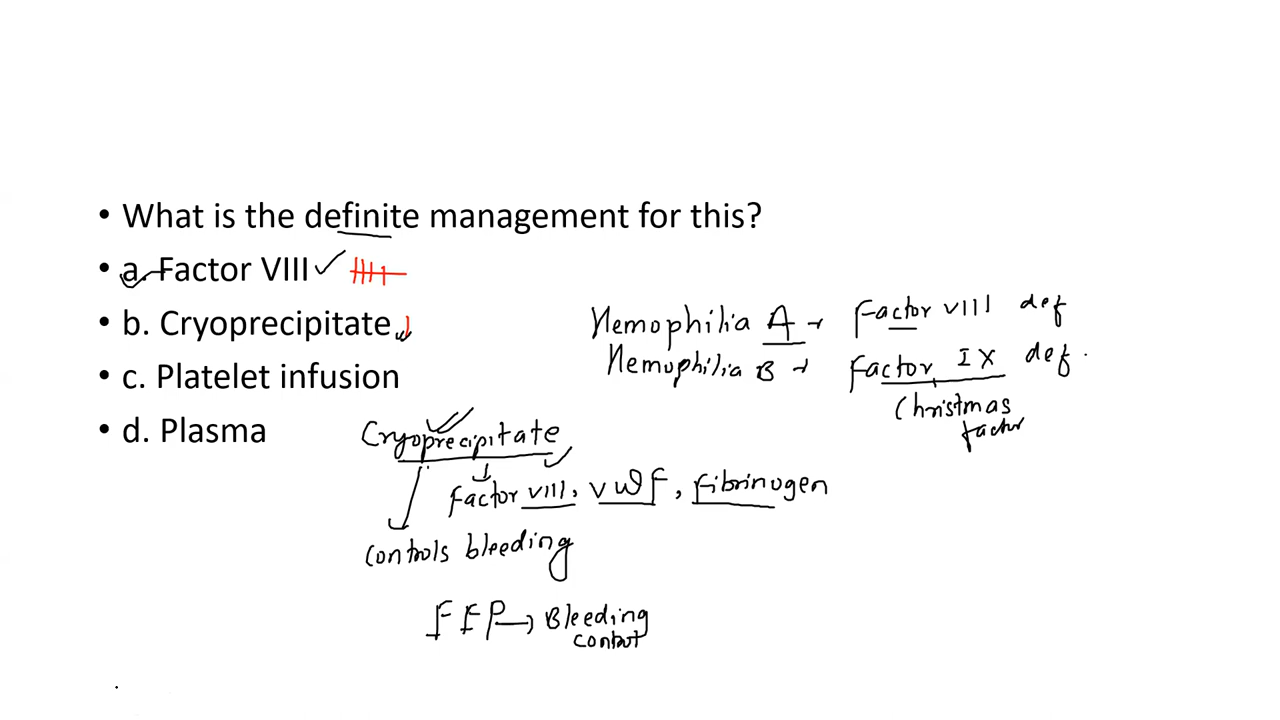 • What is the definite management for this?
• a. Factor VIII
• b. Cryoprecipitate
• c. Platelet infusion
• d. Plasma
Hemophilia A → Factor VIII def
Hemophilia B → Factor IX def.
Christmas
factor
Cryoprecipitate
Factor VIII, VWF, Fibrinogen
Controls bleeding
FFP → Bleeding